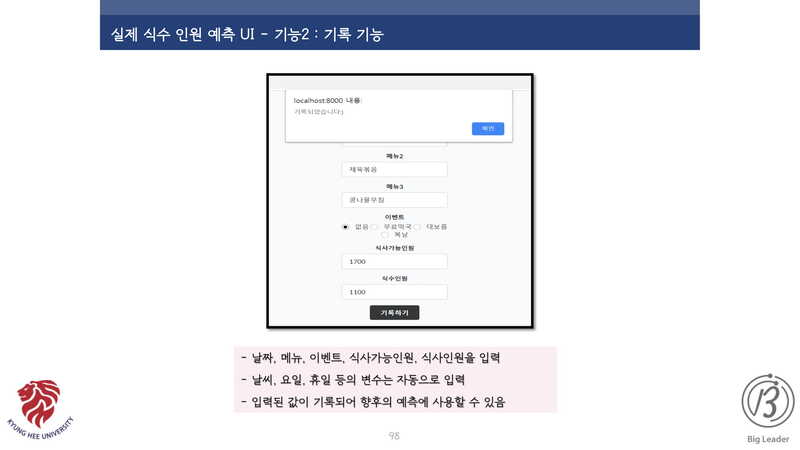 실제 식수 인원 예측 UI - 기능2 : 기록 기능
localhost:8000 내용:
기록되었습니다:)
확인
메뉴2
제육볶음
메뉴3
콩나물무침
이벤트
없음 무료떡국 대보름
복날
식사가능인원
1700
식수인원
1100
기록하기
- 날짜, 메뉴, 이벤트, 식사가능인원, 식사인원을 입력
- 날씨, 요일, 휴일 등의 변수는 자동으로 입력
- 입력된 값이 기록되어 향후의 예측에 사용할 수 있음
KYUNG HEE UNIVERSITY
Big Leader
98